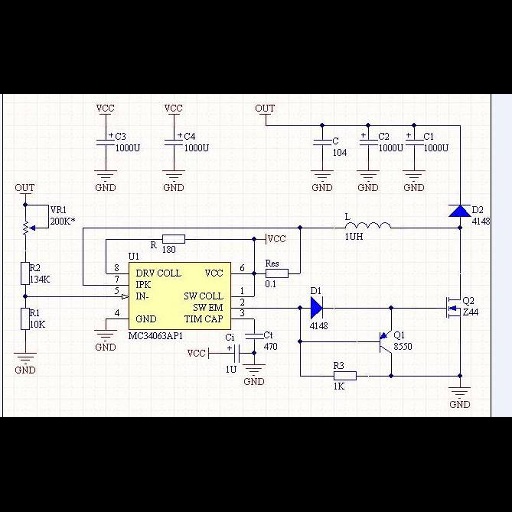 VCC VCC OUT
C3 1000U C4 1000U C 104 C2 1000U C1 1000U
GND GND GND GND GND
OUT
VR1
200K*
D2
4148
L
1UH
R 180 VCC
R2
134K
U1
8 DRV COLL VCC 6
7 IPK
5 IN- SW COLL 1
SW EM 2
4 GND TIM CAP 3
MC34063AP1
Res
0.1
R1
10K
GND
GND
D1
4148
Q2
Z44
Q1
8550
Ct
470
VCC Ci
1U
GND
R3
1K
GND